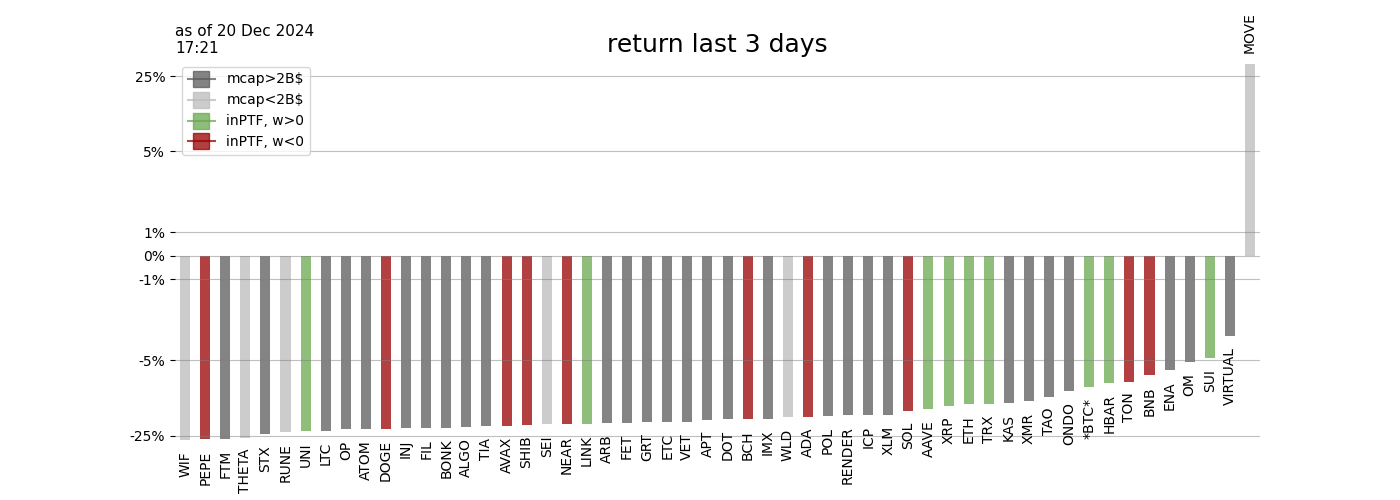 as of 20 Dec 2024
17:21
return last 3 days
MOVE
mcap>2B$
mcap<2B$
inPTF, w>0
inPTF, w<0
25%
5%
1%
0%
-1%
-5%
-25%
WIF
PEPE
FTM
THETA
STX
RUNE
UNI
LTC
OP
ATOM
DOGE
INJ
FIL
BONK
ALGO
TIA
AVAX
SHIB
SEI
NEAR
LINK
ARB
FET
GRT
ETC
VET
APT
DOT
BCH
IMX
WLD
ADA
POL
RENDER
ICP
XLM
SOL
AAVE
XRP
ETH
TRX
KAS
XMR
TAO
ONDO
*BTC*
HBAR
TON
BNB
ENA
OM
SUI
VIRTUAL